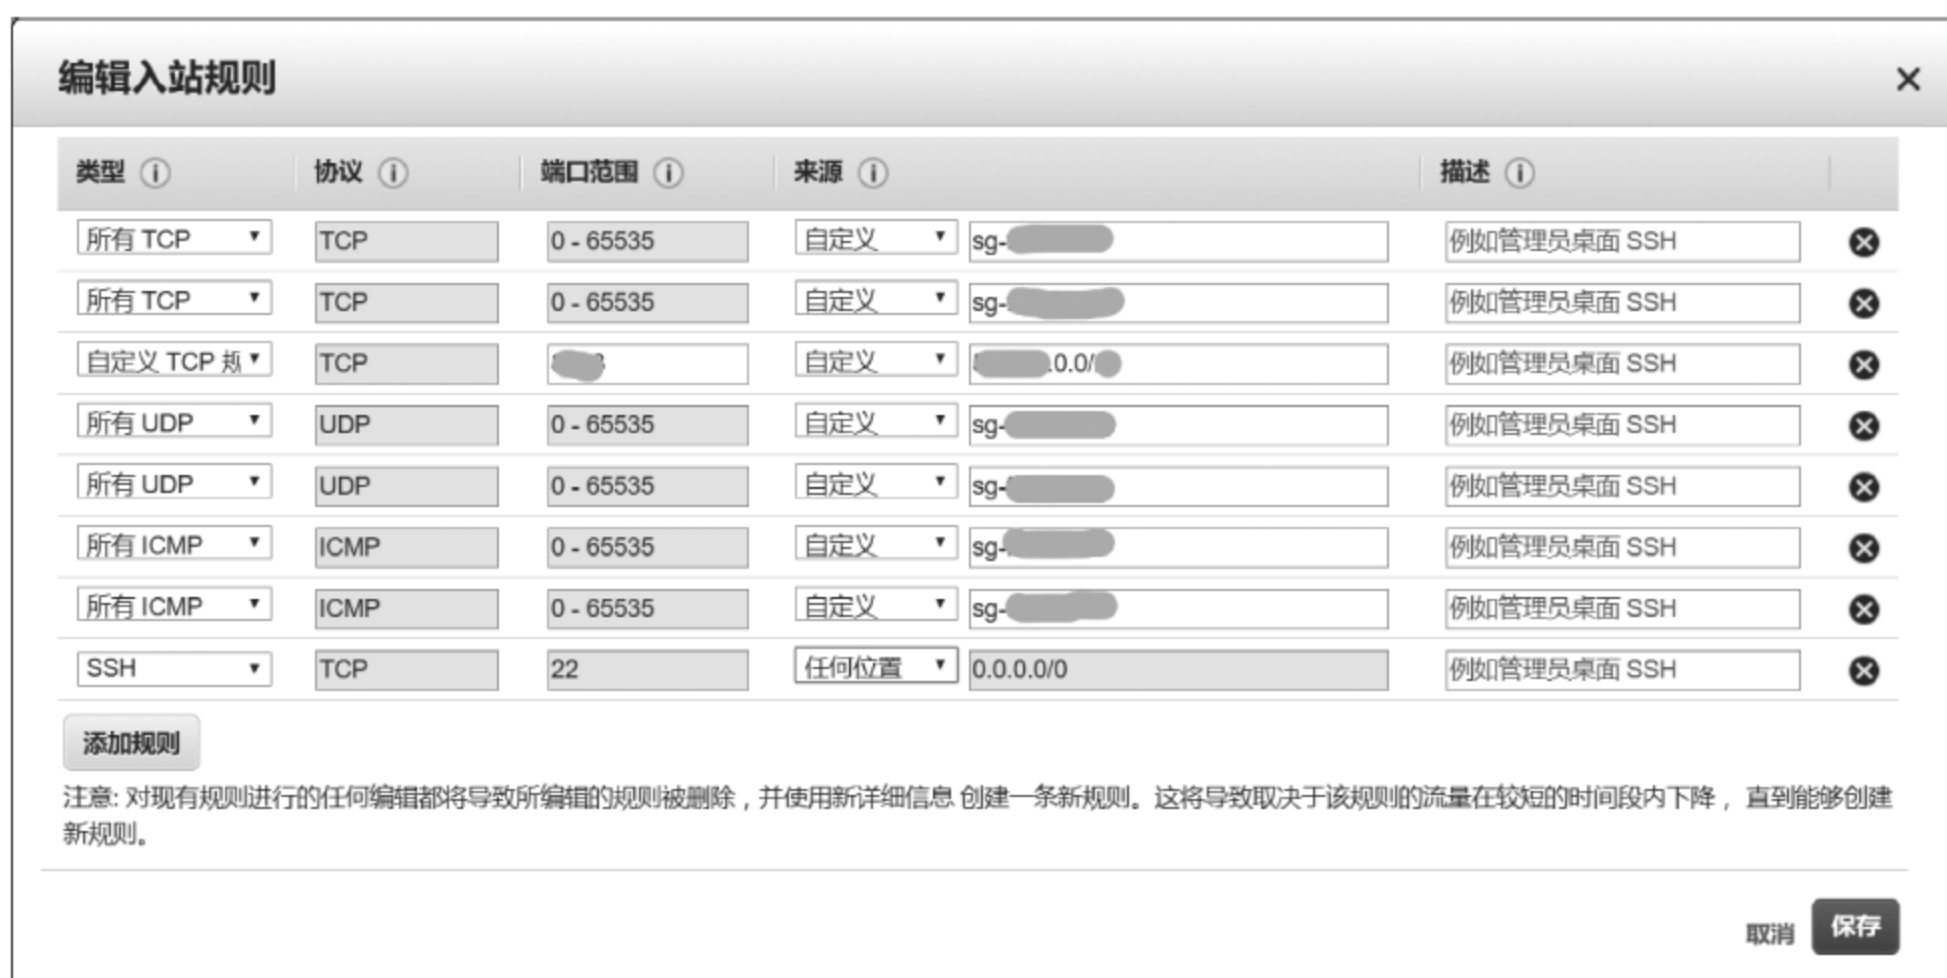 编辑入站规则
类型 协议 端口范围 来源 描述
所有 TCP TCP 0 - 65535 自定义 sg- 例如管理员桌面 SSH
所有 TCP TCP 0 - 65535 自定义 sg- 例如管理员桌面 SSH
自定义 TCP 规 TCP 自定义 .0.0/ 例如管理员桌面 SSH
所有 UDP UDP 0 - 65535 自定义 sg- 例如管理员桌面 SSH
所有 UDP UDP 0 - 65535 自定义 sg- 例如管理员桌面 SSH
所有 ICMP ICMP 0 - 65535 自定义 sg- 例如管理员桌面 SSH
所有 ICMP ICMP 0 - 65535 自定义 sg- 例如管理员桌面 SSH
SSH TCP 22 任何位置 0.0.0.0/0 例如管理员桌面 SSH
添加规则
注意: 对现有规则进行的任何编辑都将导致所编辑的规则被删除，并使用新详细信息 创建一条新规则。这将导致取决于该规则的流量在较短的时间段内下降， 直到能够创建
新规则。
取消 保存